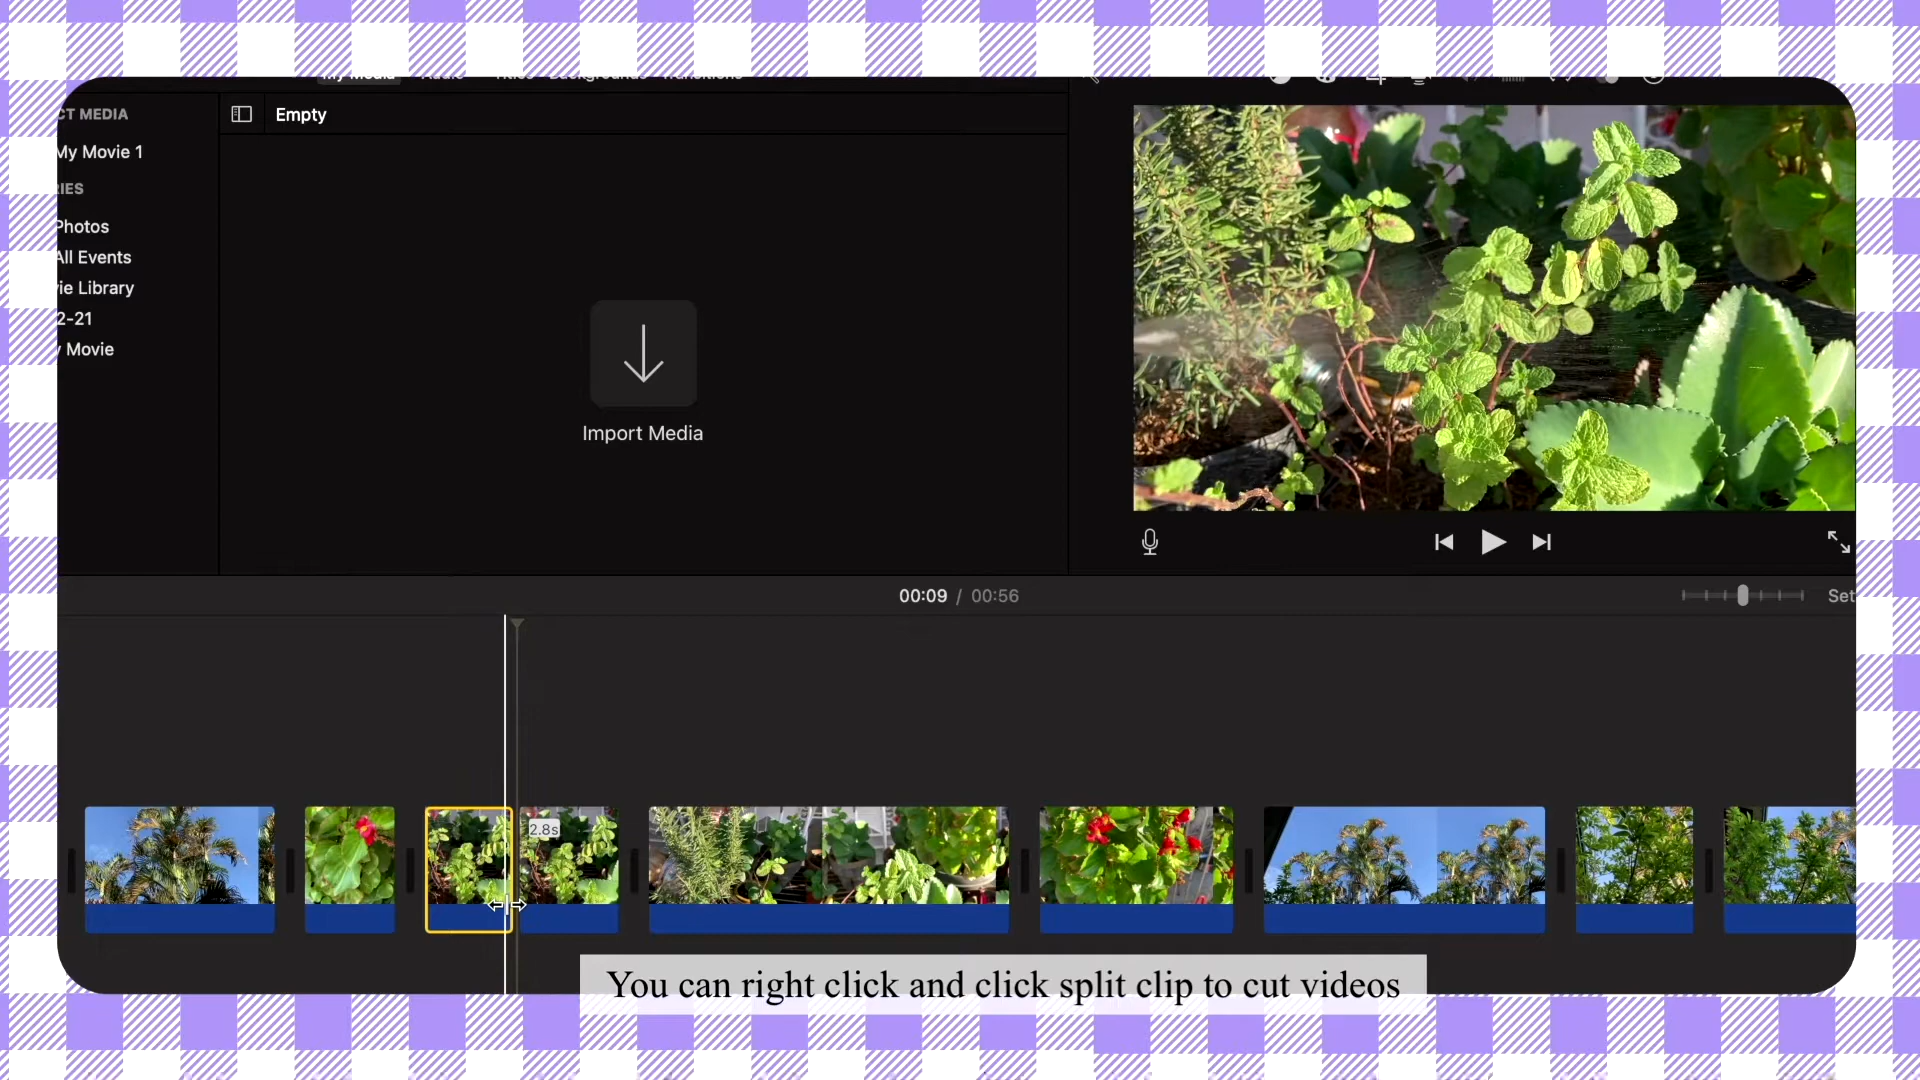 My Media Audio Titles Backgrounds Transitions
CT MEDIA
Empty
My Movie 1
IES
Photos
All Events
ie Library
2-21
Movie
Import Media
00:09 / 00:56
Set
2.8s
You can right click and click split clip to cut videos